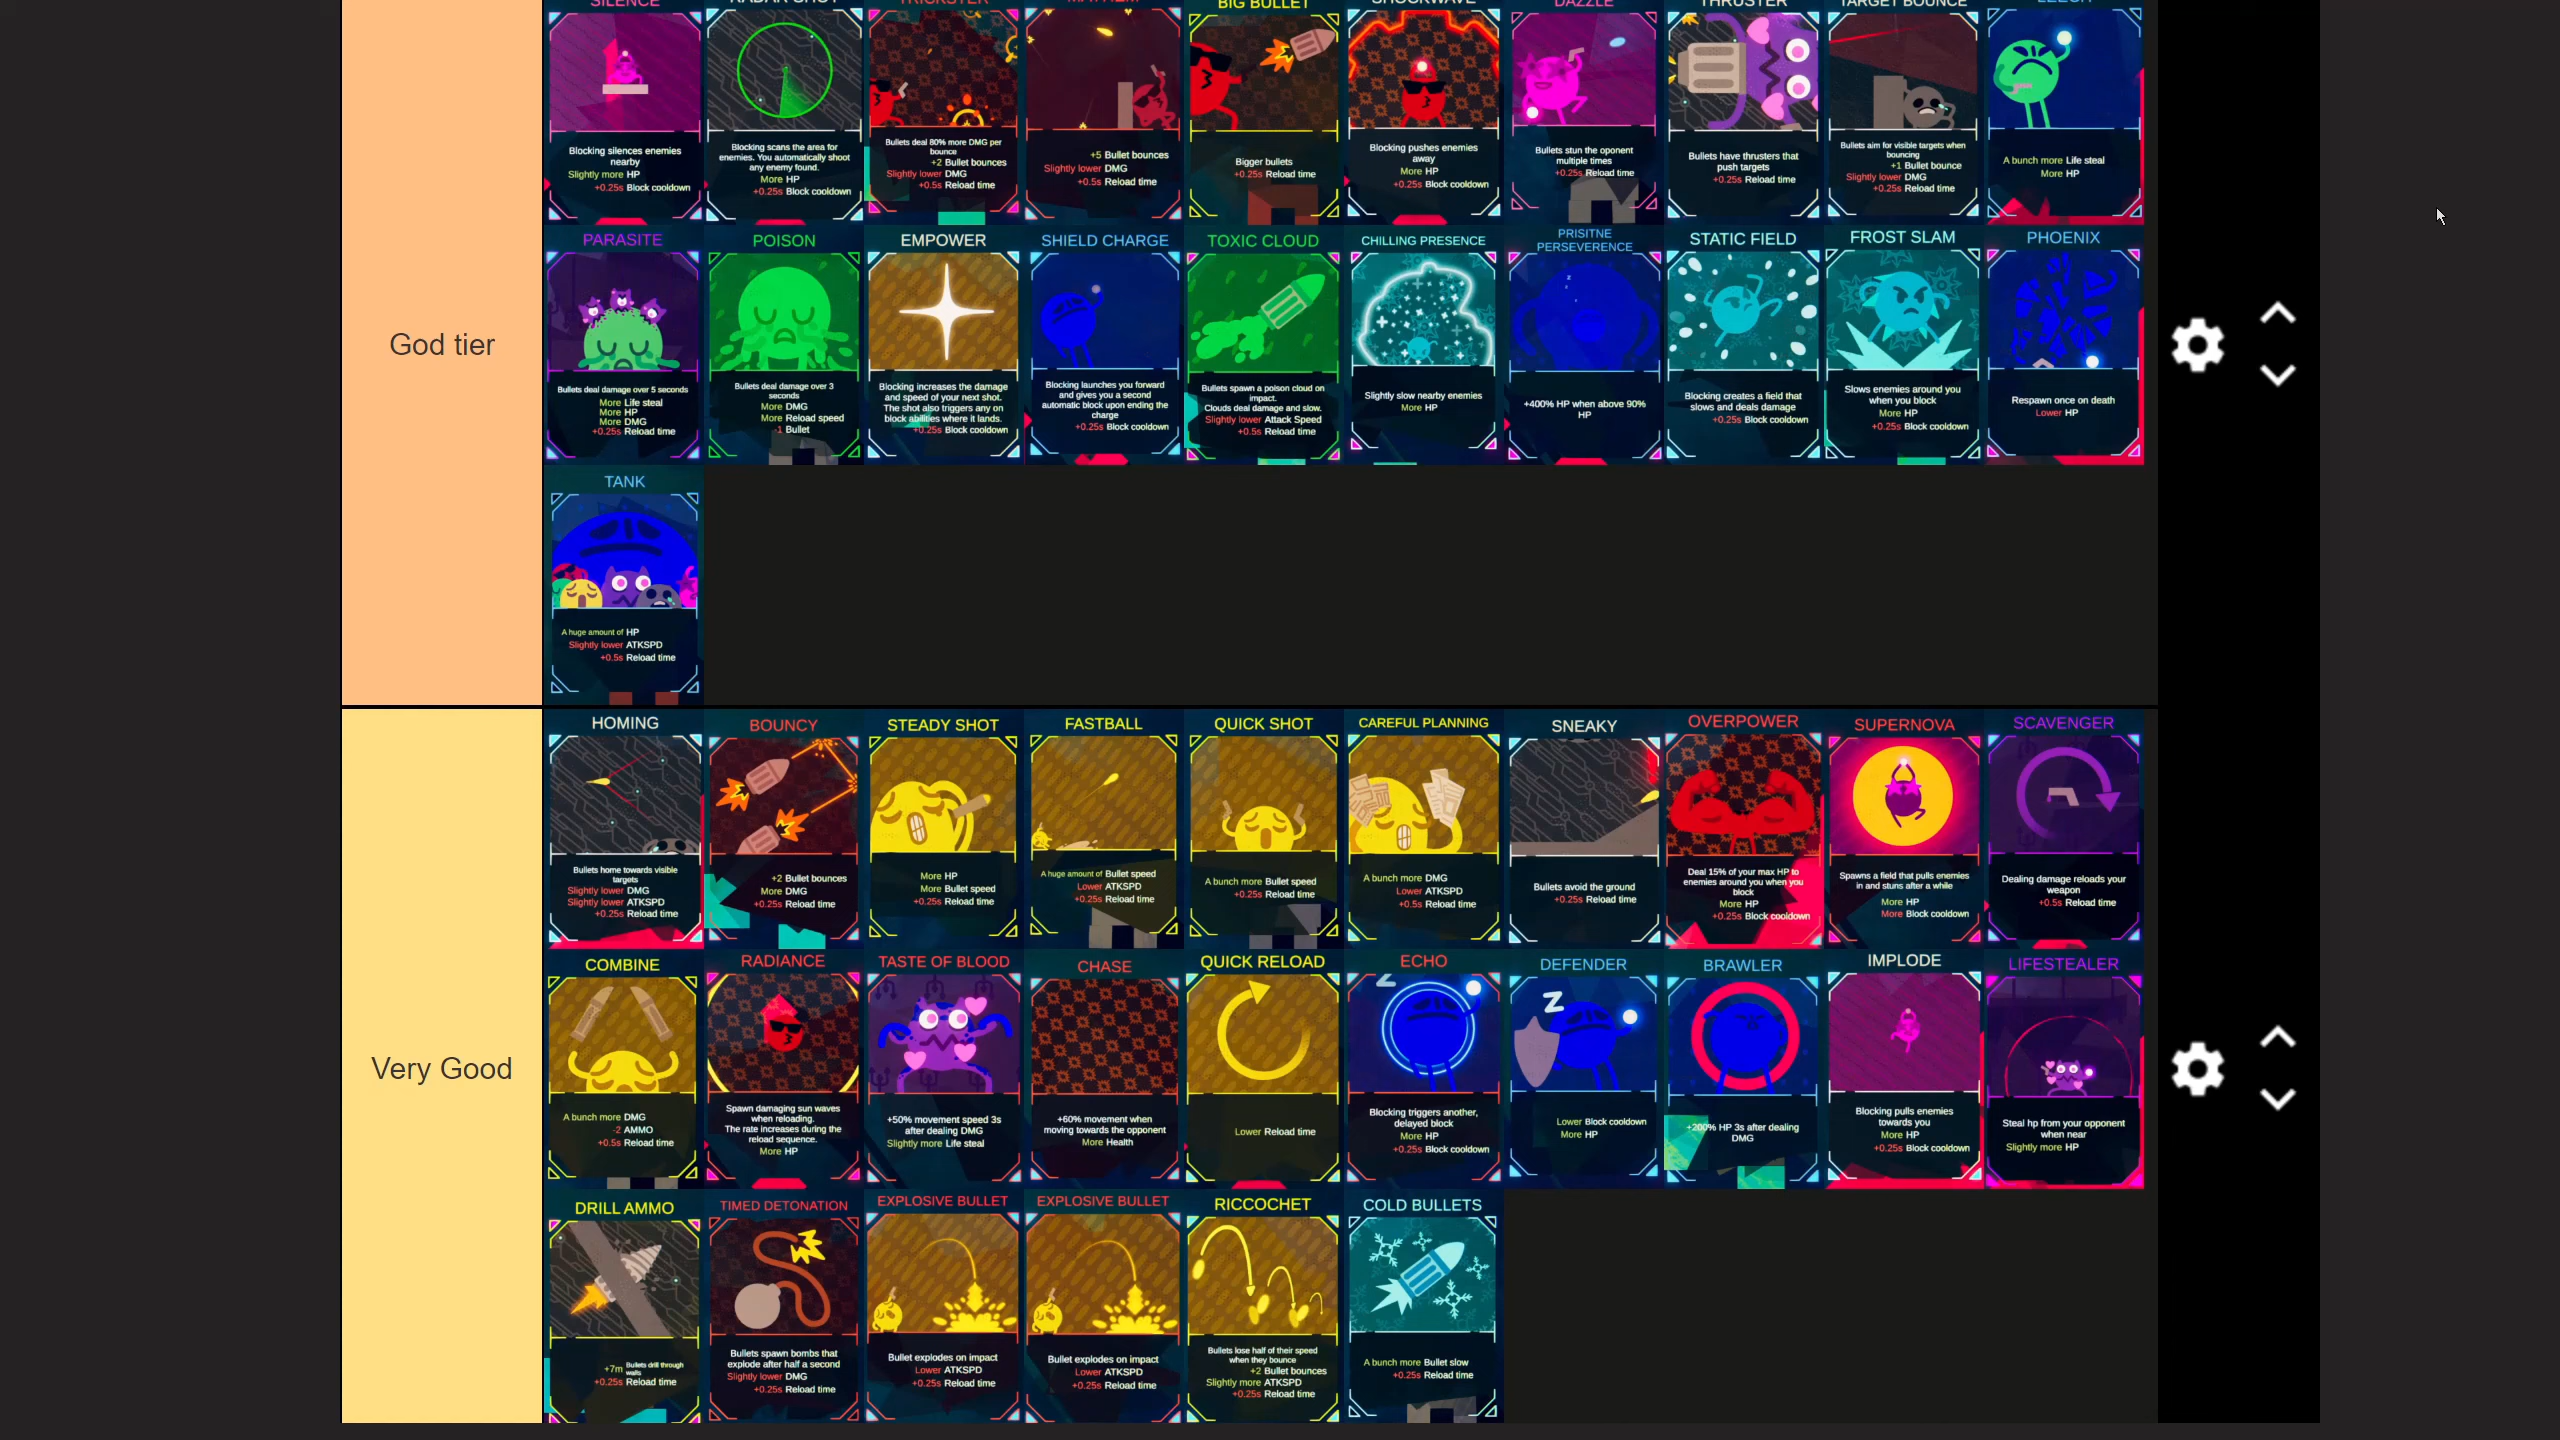 SILENCE
RADAR SHOT
TRICKSTER
MAYHEM
BIG BULLET
SHOCKWAVE
DAZZLE
THRUSTER
TARGET BOUNCE
LEECH
Blocking silences enemies
nearby
Slightly more HP
+0.25s Block cooldown
Blocking scans the area for
enemies. You automatically shoot
any enemy found.
More HP
+0.25s Block cooldown
Bullets deal 80% more DMG per
bounce
+2 Bullet bounces
Slightly lower DMG
+0.5s Reload time
+5 Bullet bounces
Slightly lower DMG
+0.5s Reload time
Bigger bullets
+0.25s Reload time
Blocking pushes enemies
away
More HP
+0.25s Block cooldown
Bullets stun the oponent
multiple times
+0.25s Reload time
Bullets have thrusters that
push targets
+0.25s Reload time
Bullets aim for visible targets when
bouncing
+1 Bullet bounce
Slightly lower DMG
+0.25s Reload time
A bunch more Life steal
More HP
God tier
PARASITE
Bullets deal damage over 5 seconds
More Life steal
More HP
More DMG
+0.25s Reload time
POISON
Bullets deal damage over 3
seconds
More DMG
More Reload speed
-1 Bullet
EMPOWER
Blocking increases the damage
and speed of your next shot.
The shot also triggers any on
block abilities where it lands.
+0.25s Block cooldown
SHIELD CHARGE
Blocking launches you forward
and gives you a second
automatic block upon ending the
charge
+0.25s Block cooldown
TOXIC CLOUD
Bullets spawn a poison cloud on
impact.
Clouds deal damage and slow.
Slightly lower Attack Speed
+0.5s Reload time
CHILLING PRESENCE
Slightly slow nearby enemies
More HP
PRISITNE
PERSEVERENCE
+400% HP when above 90%
HP
STATIC FIELD
Blocking creates a field that
slows and deals damage
+0.25s Block cooldown
FROST SLAM
Slows enemies around you
when you block
More HP
+0.25s Block cooldown
PHOENIX
Respawn once on death
Lower HP
TANK
A huge amount of HP
Slightly lower ATKSPD
+0.5s Reload time
Very Good
HOMING
Bullets home towards visible
targets
Slightly lower DMG
Slightly lower ATKSPD
+0.25s Reload time
BOUNCY
+2 Bullet bounces
More DMG
+0.25s Reload time
STEADY SHOT
More HP
More Bullet speed
+0.25s Reload time
FASTBALL
A huge amount of Bullet speed
Lower ATKSPD
+0.25s Reload time
QUICK SHOT
A bunch more Bullet speed
+0.25s Reload time
CAREFUL PLANNING
A bunch more DMG
Lower ATKSPD
+0.5s Reload time
SNEAKY
Bullets avoid the ground
+0.25s Reload time
OVERPOWER
Deal 15% of your max HP to
enemies around you when you
block
More HP
+0.25s Block cooldown
SUPERNOVA
Spawns a field that pulls enemies
in and stuns after a while
More HP
More Block cooldown
SCAVENGER
Dealing damage reloads your
weapon
+0.5s Reload time
COMBINE
A bunch more DMG
-2 AMMO
+0.5s Reload time
RADIANCE
Spawn damaging sun waves
when reloading.
The rate increases during the
reload sequence.
More HP
TASTE OF BLOOD
+50% movement speed 3s
after dealing DMG
Slightly more Life steal
CHASE
+60% movement when
moving towards the opponent
More Health
QUICK RELOAD
Lower Reload time
ECHO
Z
Blocking triggers another,
delayed block
More HP
+0.25s Block cooldown
DEFENDER
Z
Lower Block cooldown
More HP
BRAWLER
+200% HP 3s after dealing
DMG
IMPLODE
Blocking pulls enemies
towards you
More HP
+0.25s Block cooldown
LIFESTEALER
Steal hp from your opponent
when near
Slightly more HP
DRILL AMMO
+7m Bullets drill through
walls
+0.25s Reload time
TIMED DETONATION
Bullets spawn bombs that
explode after half a second
Slightly lower DMG
+0.25s Reload time
EXPLOSIVE BULLET
Bullet explodes on impact
Lower ATKSPD
+0.25s Reload time
EXPLOSIVE BULLET
Bullet explodes on impact
Lower ATKSPD
+0.25s Reload time
RICCOCHET
Bullets lose half of their speed
when they bounce
+2 Bullet bounces
Slightly more ATKSPD
+0.25s Reload time
COLD BULLETS
A bunch more Bullet slow
+0.25s Reload time